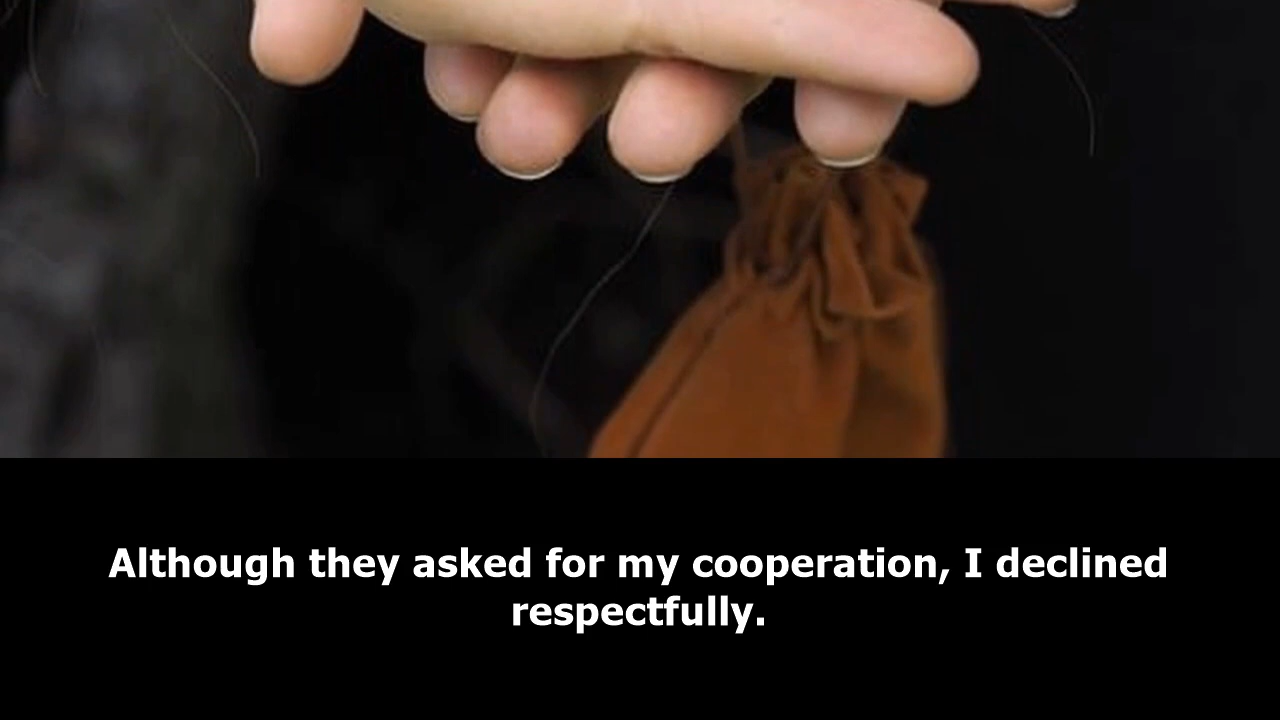 Although they asked for my cooperation, I declined
respectfully.